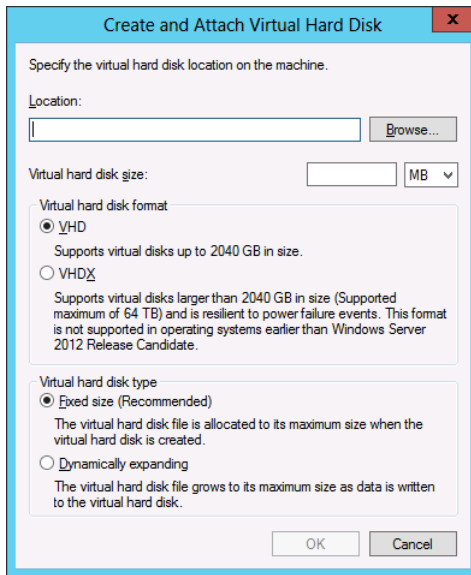 Create and Attach Virtual Hard Disk
x
Specify the virtual hard disk location on the machine.
Location:
Browse...
Virtual hard disk size:
MB
Virtual hard disk format
VHD
Supports virtual disks up to 2040 GB in size.
VHDX
Supports virtual disks larger than 2040 GB in size (Supported
maximum of 64 TB) and is resilient to power failure events. This format
is not supported in operating systems earlier than Windows Server
2012 Release Candidate.
Virtual hard disk type
Fixed size (Recommended)
The virtual hard disk file is allocated to its maximum size when the
virtual hard disk is created.
Dynamically expanding
The virtual hard disk file grows to its maximum size as data is written
to the virtual hard disk.
OK
Cancel